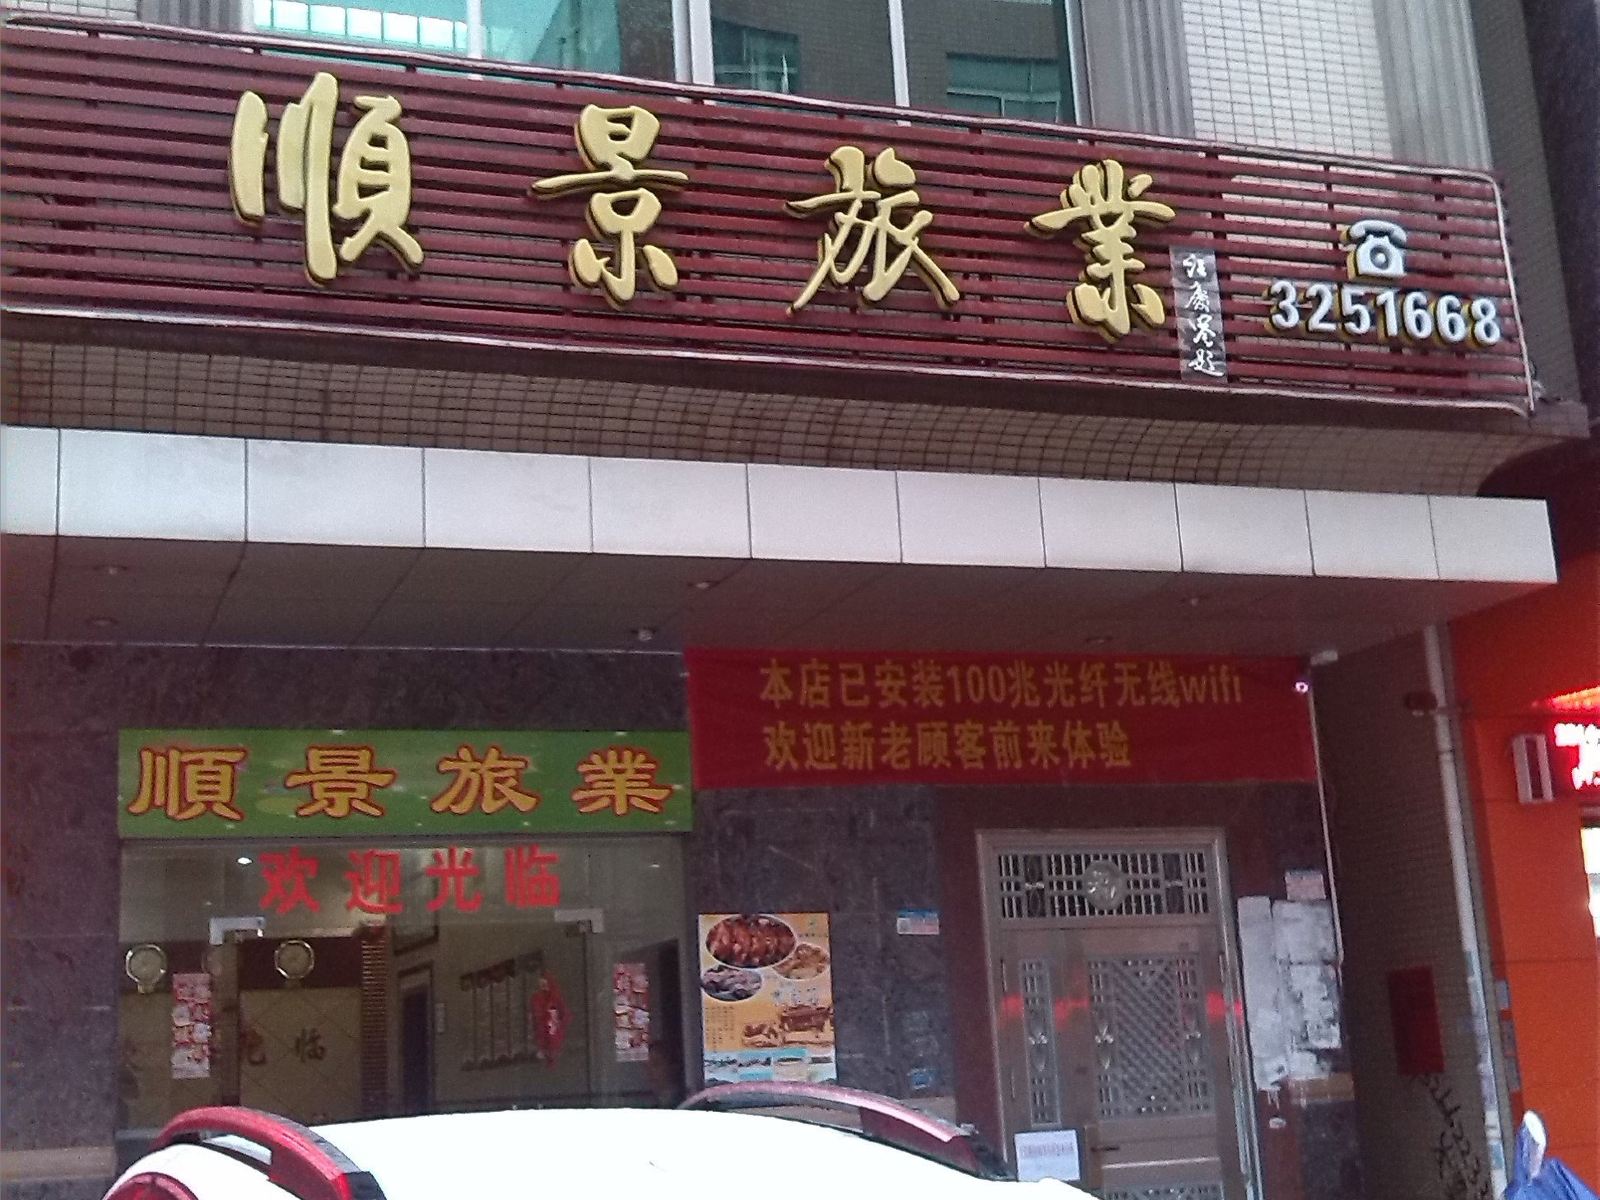 順景旅業
3251668
本店已安装100兆光纤无线wifi
欢迎新老顾客前来体验
順景旅業
欢迎光临